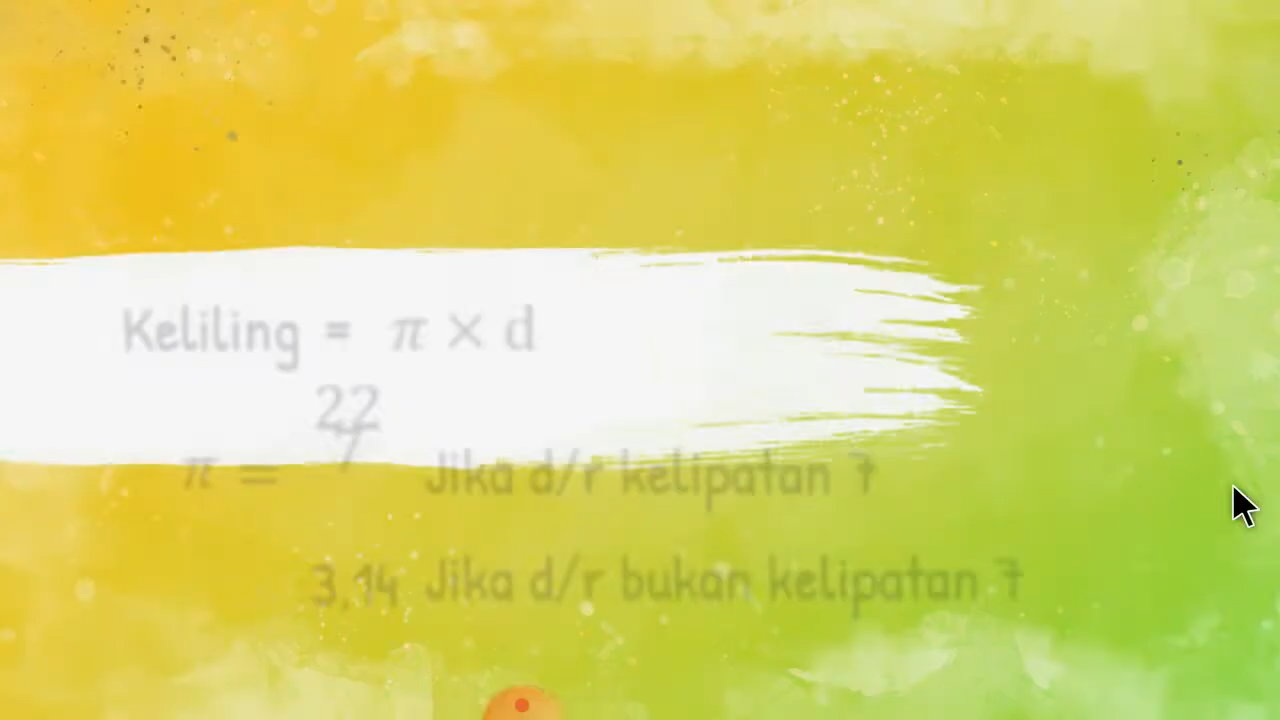 Keliling = π × d
22
7
π = Jika d/r kelipatan 7
3,14 Jika d/r bukan kelipatan 7